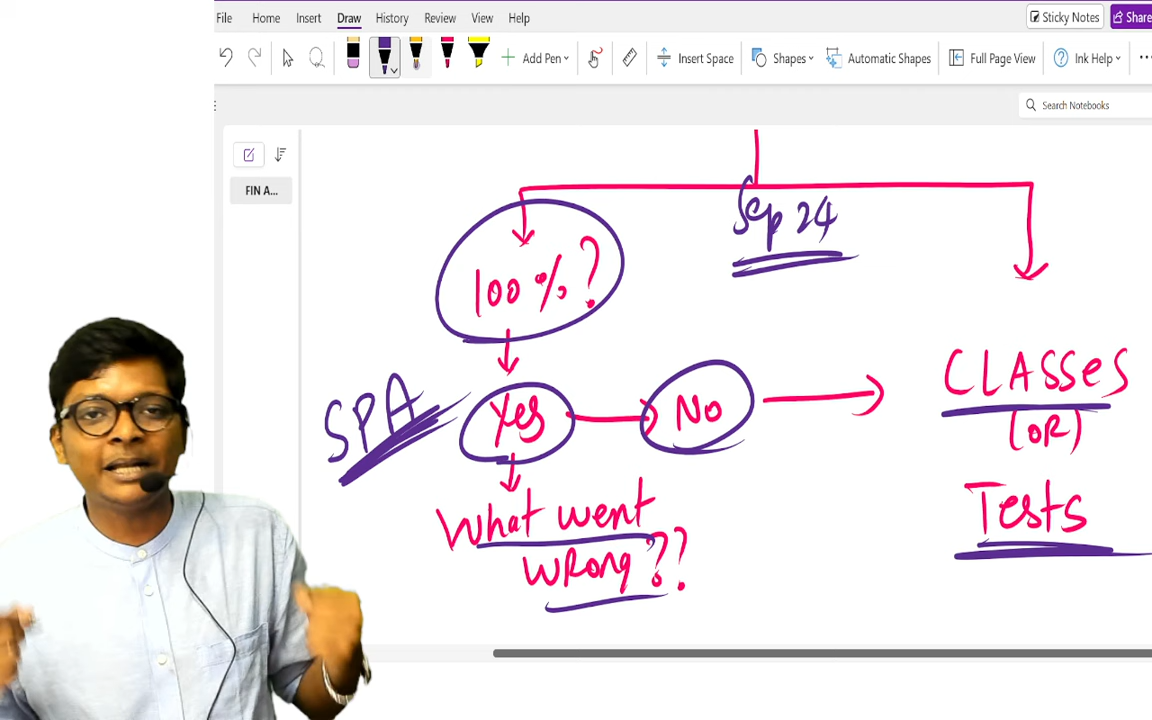 File Home Insert Draw History Review View Help Sticky Notes Share
Add Pen Insert Space Shapes Automatic Shapes Full Page View Ink Help
Search Notebooks
FIN A...
Sep 24
100%?
SPA Yes No CLASSES
(OR)
What went Tests
wrong??